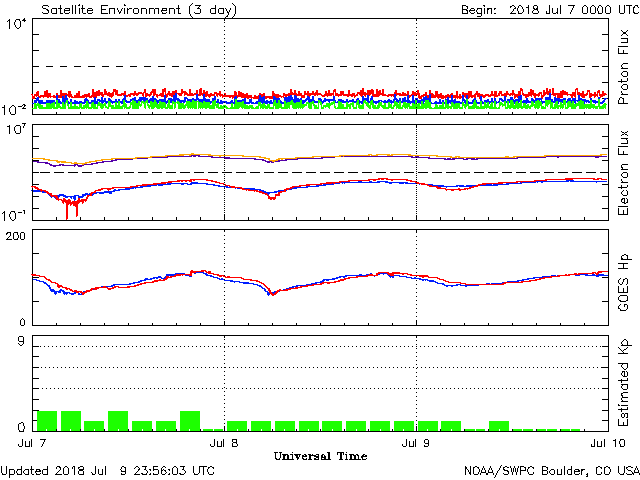 Satellite Environment (3 day) Begin: 2018 Jul 7 0000 UTC
10^4
10^-2
Proton Flux
10^7
10^-1
Electron Flux
200
0
GOES Hp
9
0
Estimated Kp
Jul 7 Jul 8 Jul 9 Jul 10
Universal Time
Updated 2018 Jul 9 23:56:03 UTC NOAA/SWPC Boulder, CO USA